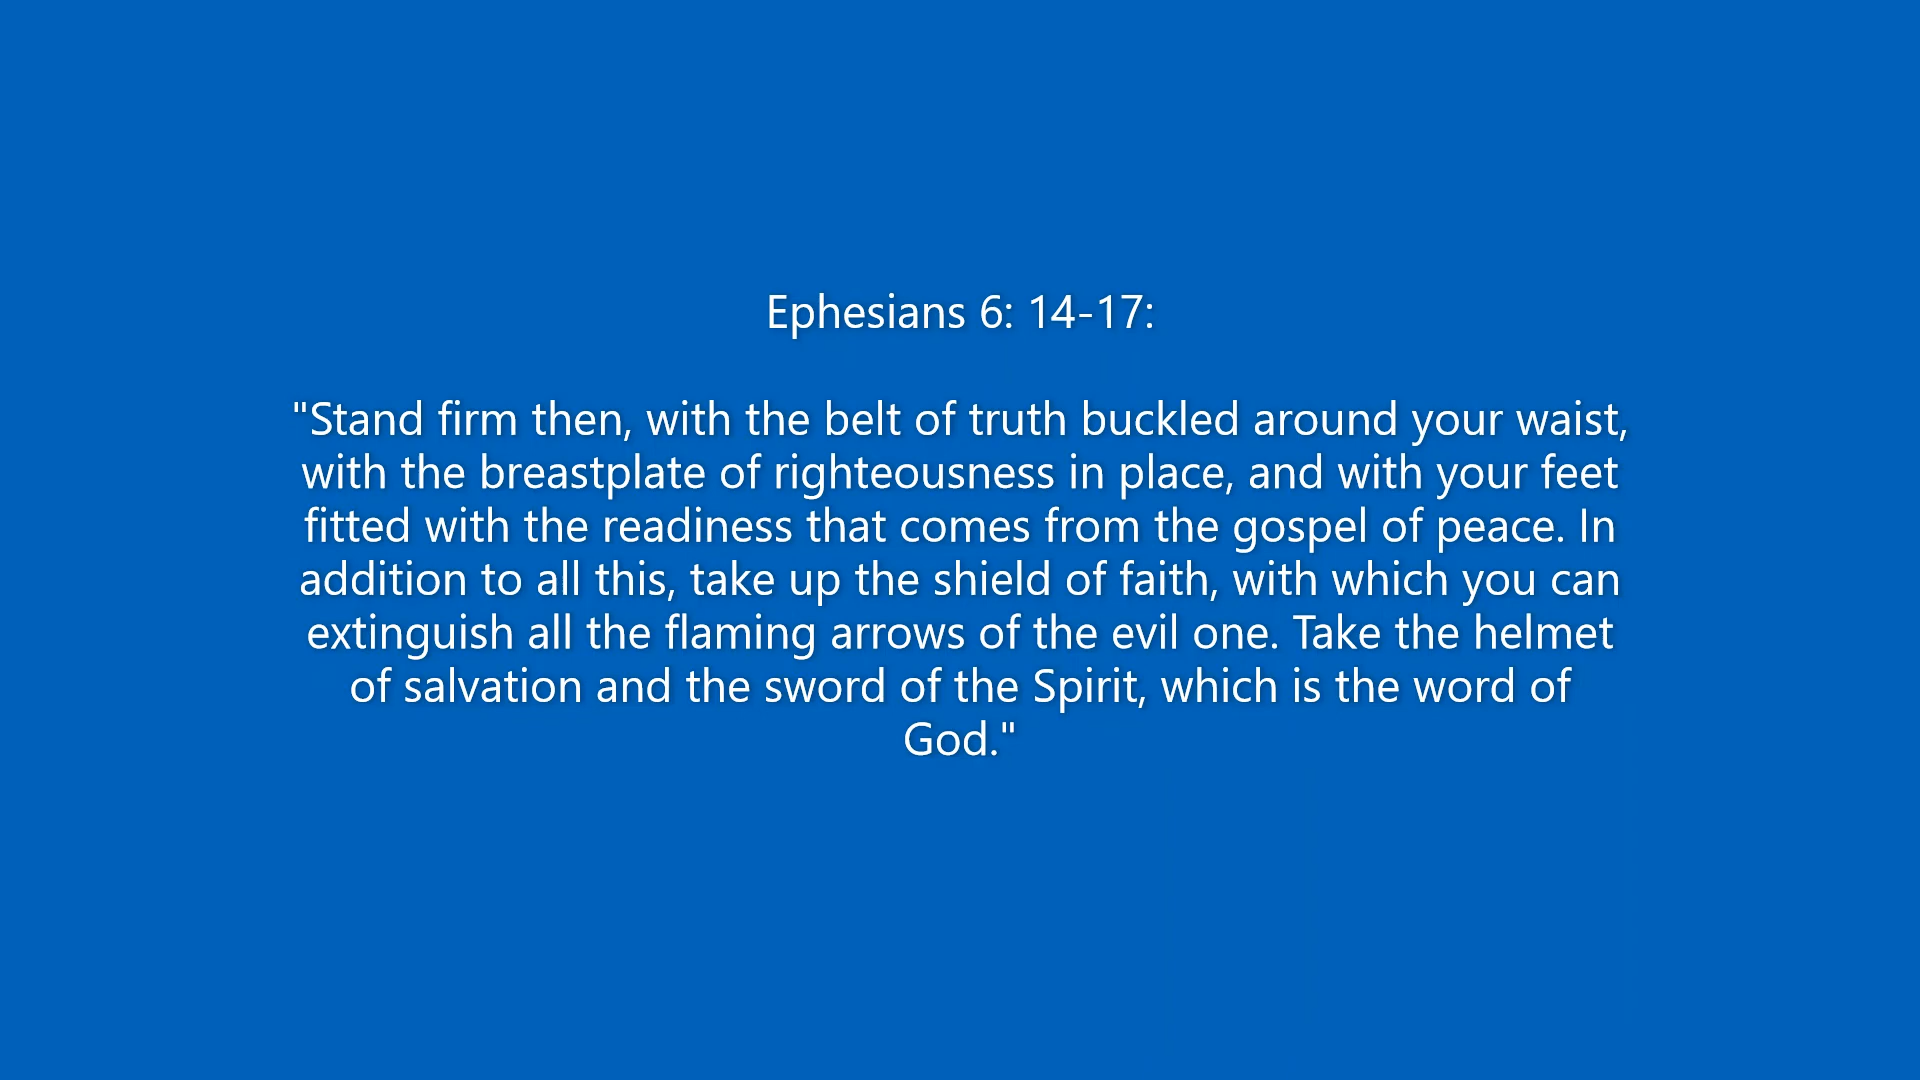 Ephesians 6: 14-17:
"Stand firm then, with the belt of truth buckled around your waist,
with the breastplate of righteousness in place, and with your feet
fitted with the readiness that comes from the gospel of peace. In
addition to all this, take up the shield of faith, with which you can
extinguish all the flaming arrows of the evil one. Take the helmet
of salvation and the sword of the Spirit, which is the word of
God."